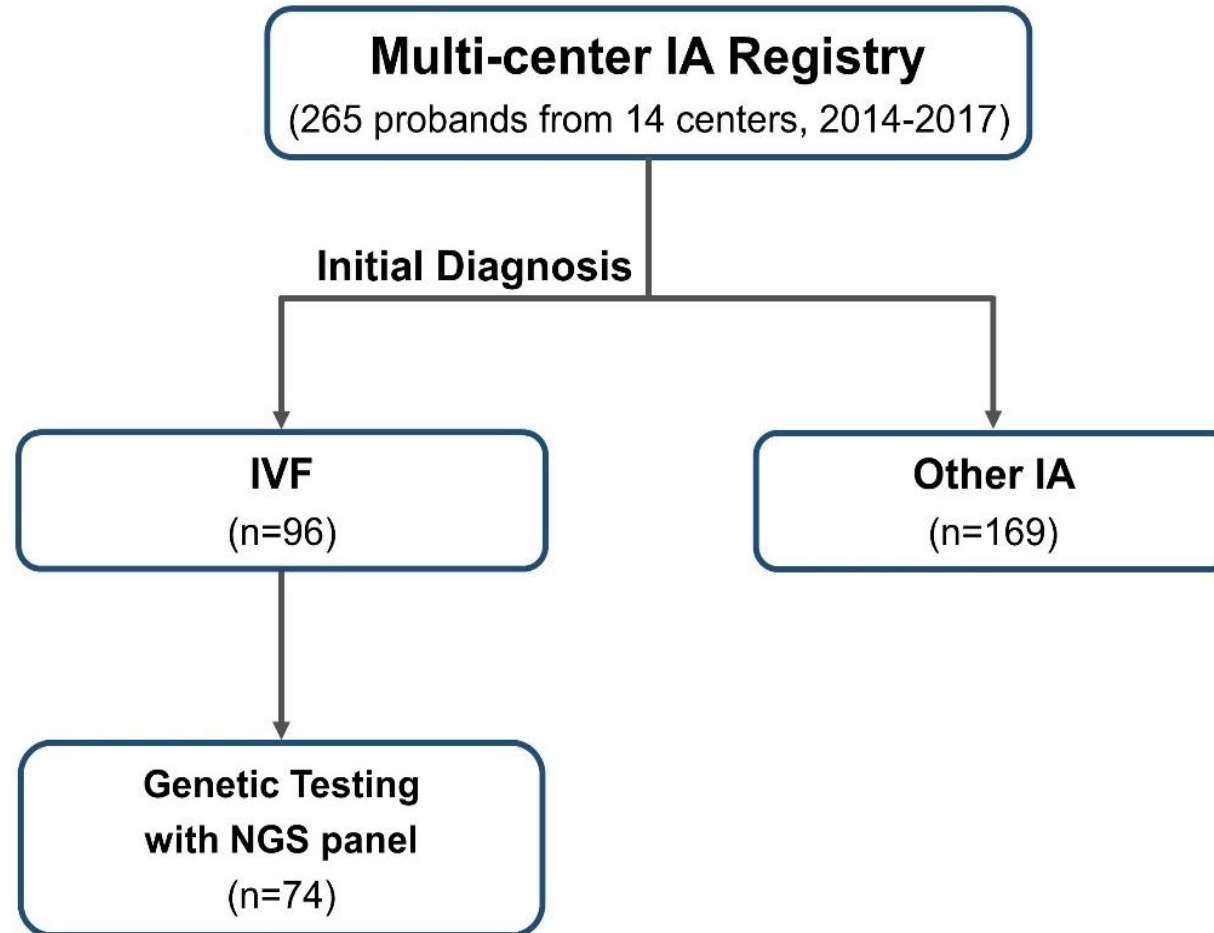 Multi-center IA Registry
(265 probands from 14 centers, 2014-2017)
Initial Diagnosis
IVF
(n=96)
Other IA
(n=169)
Genetic Testing
with NGS panel
(n=74)